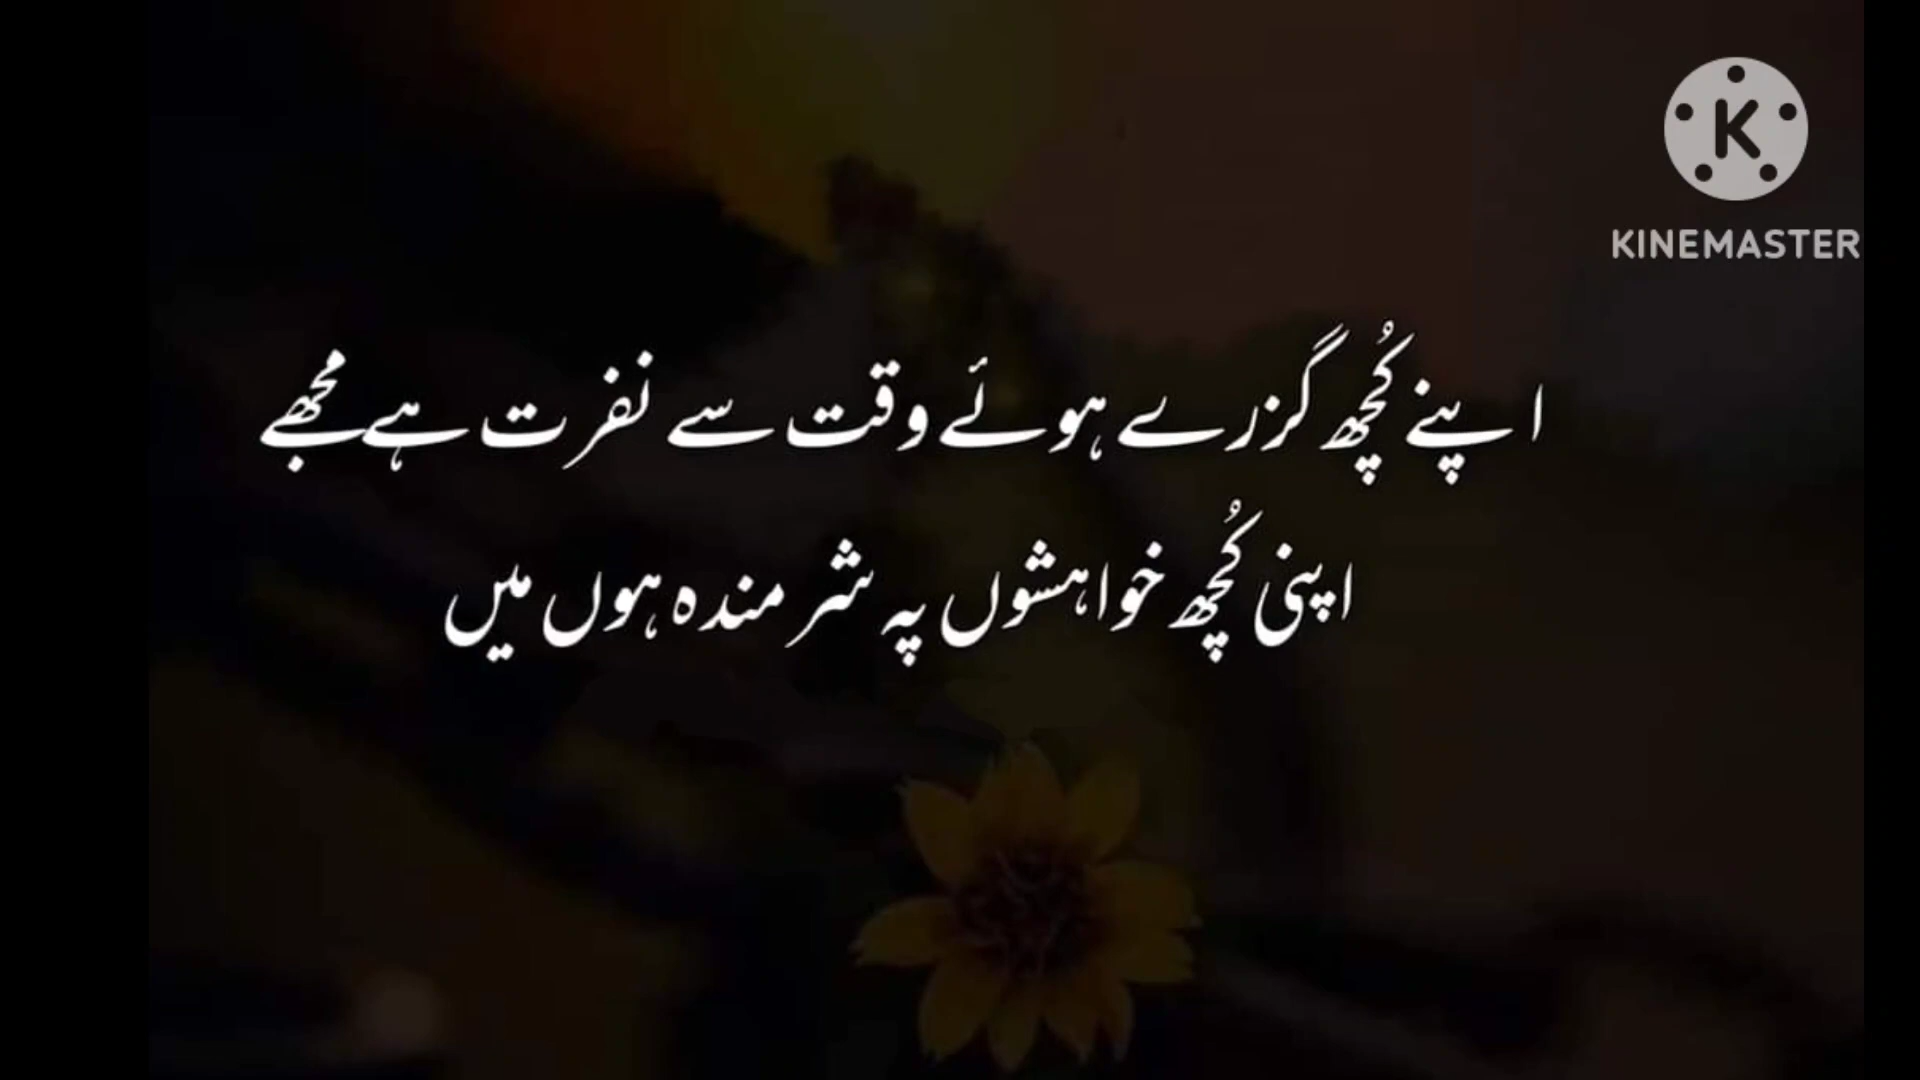 KINEMASTER
اپنے کُچھ گزرے ہوئے وقت سے نفرت ہے مجھے
اپنی کُچھ خواہشوں پہ شرمندہ ہوں میں